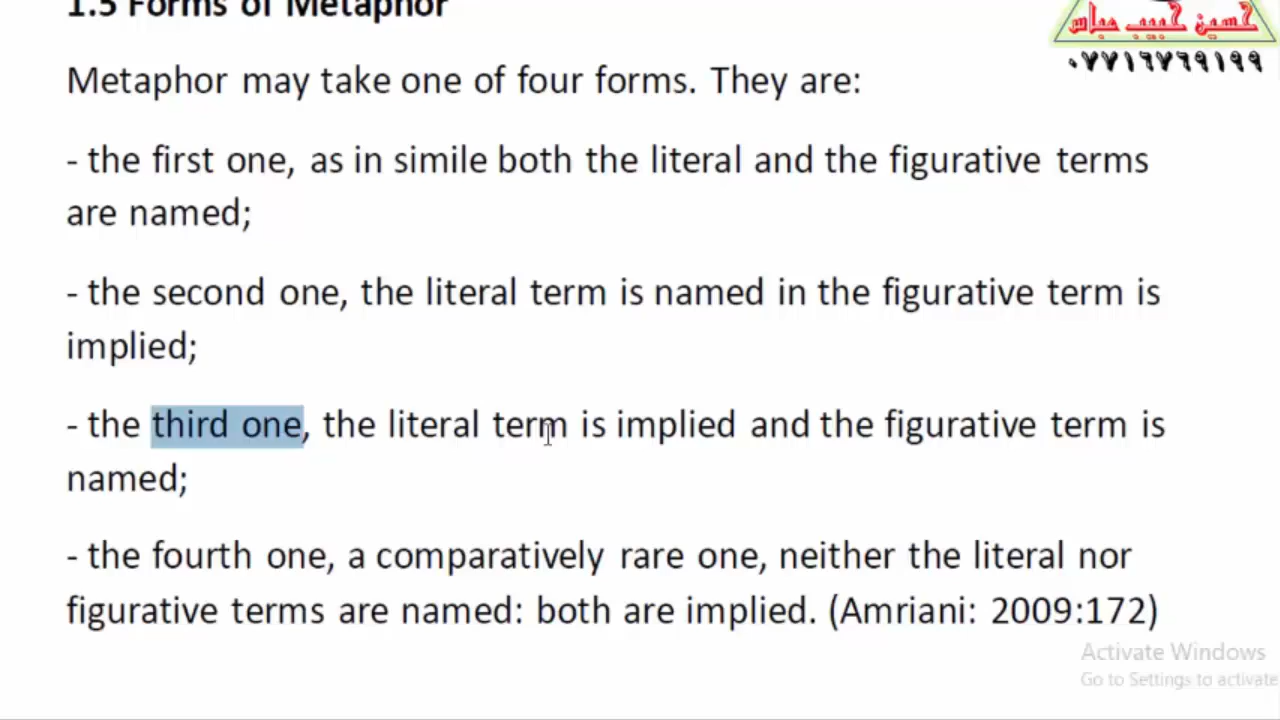 1.5 Forms of Metaphor
حسين حبيب عباس
٠٧٧١٦٧٦٩١٩٩
Metaphor may take one of four forms. They are:
- the first one, as in simile both the literal and the figurative terms
are named;
- the second one, the literal term is named in the figurative term is
implied;
- the third one, the literal term is implied and the figurative term is
named;
- the fourth one, a comparatively rare one, neither the literal nor
figurative terms are named: both are implied. (Amriani: 2009:172)
Activate Windows
Go to Settings to activate